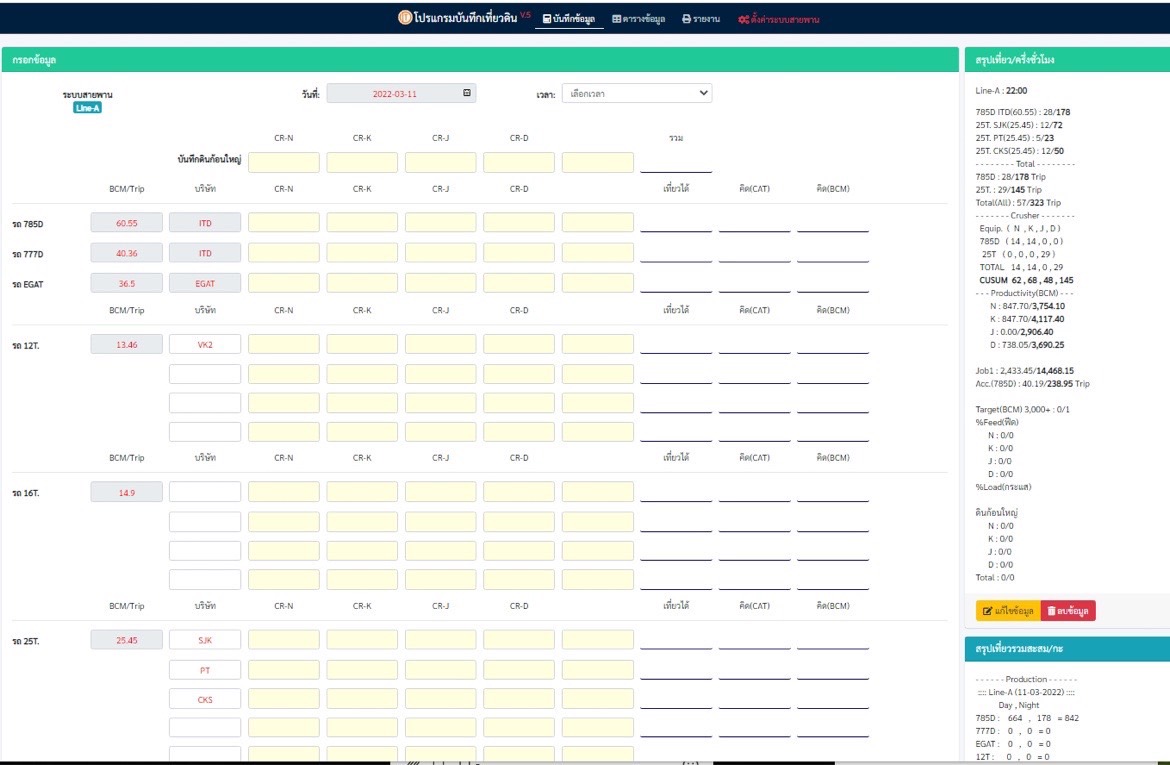 โปรแกรมบันทึกเที่ยวดิน V.5 บันทึกข้อมูล ตารางข้อมูล รายงาน ตั้งค่าระบบสายพาน
กรอกข้อมูล
ระบบสายพาน วันที่: 2022-03-11 เวลา: เลือกเวลา
Line-A
CR-N CR-K CR-J CR-D รวม
บันทึกดินก้อนใหญ่
BCM/Trip บริษัท CR-N CR-K CR-J CR-D เที่ยวได้ คิด(CAT) คิด(BCM)
รถ 785D 60.55 ITD
รถ 777D 40.36 ITD
รถ EGAT 36.5 EGAT
BCM/Trip บริษัท CR-N CR-K CR-J CR-D เที่ยวได้ คิด(CAT) คิด(BCM)
รถ 12T. 13.46 VK2
BCM/Trip บริษัท CR-N CR-K CR-J CR-D เที่ยวได้ คิด(CAT) คิด(BCM)
รถ 16T. 14.9
BCM/Trip บริษัท CR-N CR-K CR-J CR-D เที่ยวได้ คิด(CAT) คิด(BCM)
รถ 25T. 25.45 SJK
PT
CKS
สรุปเที่ยว/ครึ่งชั่วโมง
Line-A : 22:00
785D ITD(60.55) : 28/178
25T. SJK(25.45) : 12/72
25T. PT(25.45) : 5/23
25T. CKS(25.45) : 12/50
- - - - - - - - Total - - - - - - - -
785D : 28/178 Trip
25T. : 29/145 Trip
Total(All) : 57/323 Trip
- - - - - - - Crusher - - - - - - -
Equip. ( N , K , J , D )
785D ( 14 , 14 , 0 , 0 )
25T ( 0 , 0 , 0 , 29 )
TOTAL 14 , 14 , 0 , 29
CUSUM 62 , 68 , 48 , 145
- - - Productivity(BCM) - - -
N : 847.70/3,754.10
K : 847.70/4,117.40
J : 0.00/2,906.40
D : 738.05/3,690.25
Job1 : 2,433.45/14,468.15
Acc.(785D) : 40.19/238.95 Trip
Target(BCM) 3,000+ : 0/1
%Feed(ฟีด)
N : 0/0
K : 0/0
J : 0/0
D : 0/0
%Load(กระแส)
ดินก้อนใหญ่
N : 0/0
K : 0/0
J : 0/0
D : 0/0
Total : 0/0
แก้ไขข้อมูล ลบข้อมูล
สรุปเที่ยวรวมสะสม/กะ
- - - - - - Production - - - - - -
:::: Line-A (11-03-2022) ::::
Day , Night
785D : 664 , 178 = 842
777D : 0 , 0 = 0
EGAT : 0 , 0 = 0
12T : 0 , 0 = 0